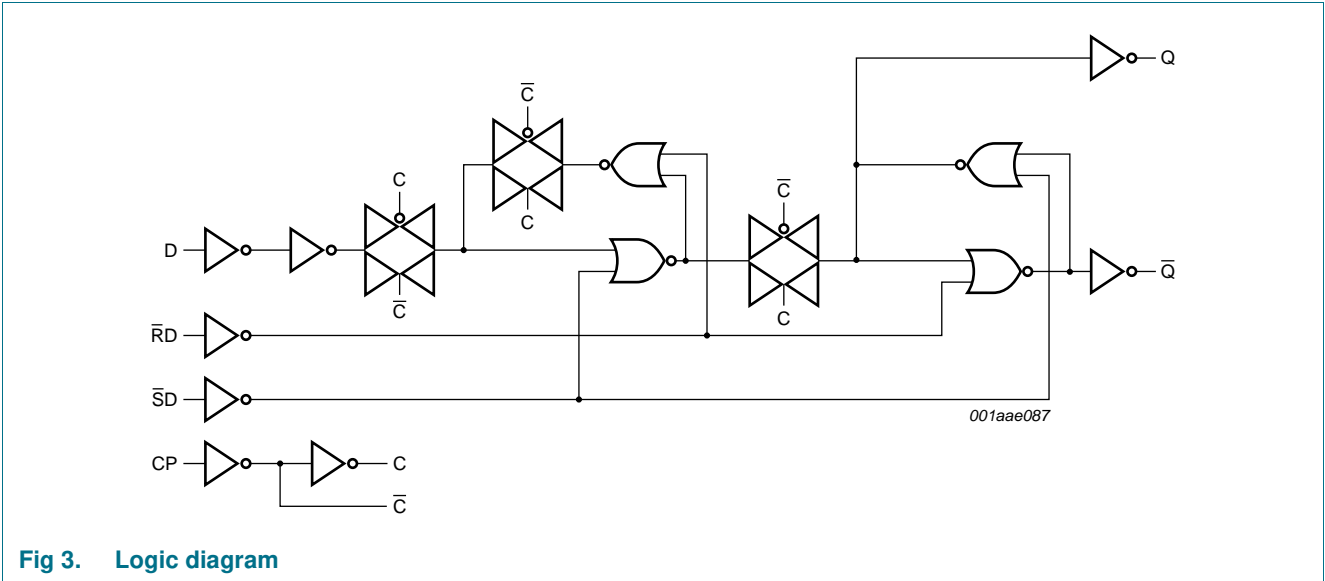 Q
C̅
C
C̅
C
C
D
C̅
Q̅
C
R̅D
S̅D
001aae087
CP
C
C̅
Fig 3. Logic diagram